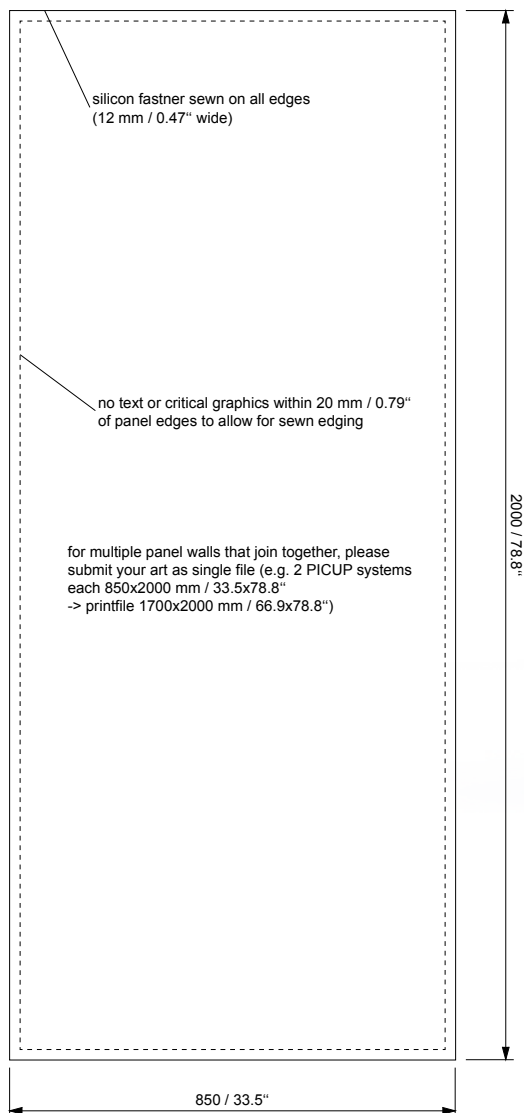 silicon fastner sewn on all edges
(12 mm / 0.47“ wide)
no text or critical graphics within 20 mm / 0.79“
of panel edges to allow for sewn edging
for multiple panel walls that join together, please
submit your art as single file (e.g. 2 PICUP systems
each 850x2000 mm / 33.5x78.8“
-> printfile 1700x2000 mm / 66.9x78.8“)
2000 / 78.8“
850 / 33.5“